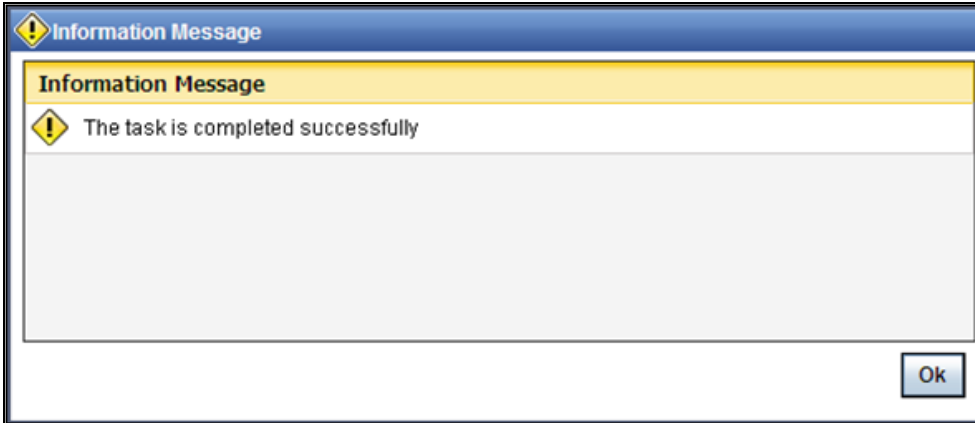 Information Message
Information Message
The task is completed successfully
Ok